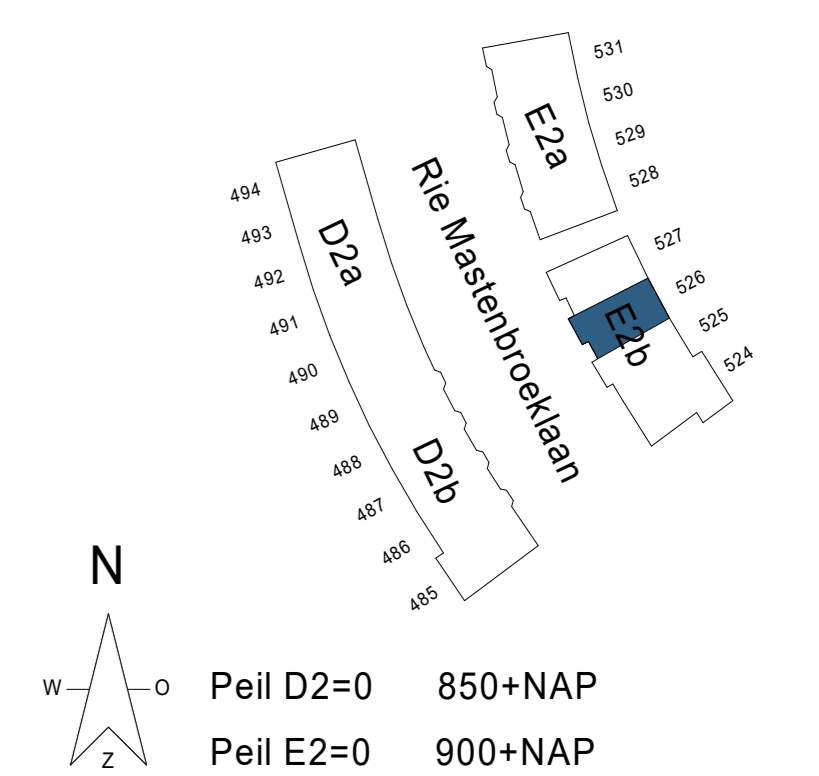 531
530
529
528
E2a
527
526
525
524
E2b
Rie Mastenbroeklaan
494
493
492
491
490
489
488
487
486
485
D2a
D2b
N
W
O
Z
Peil D2=0 850+NAP
Peil E2=0 900+NAP